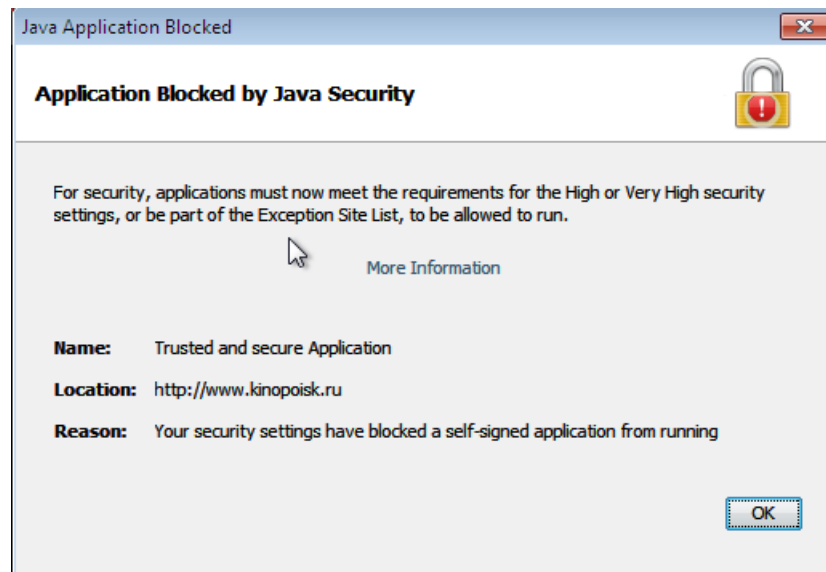 Java Application Blocked
Application Blocked by Java Security
For security, applications must now meet the requirements for the High or Very High security
settings, or be part of the Exception Site List, to be allowed to run.
More Information
Name: Trusted and secure Application
Location: http://www.kinopoisk.ru
Reason: Your security settings have blocked a self-signed application from running
OK